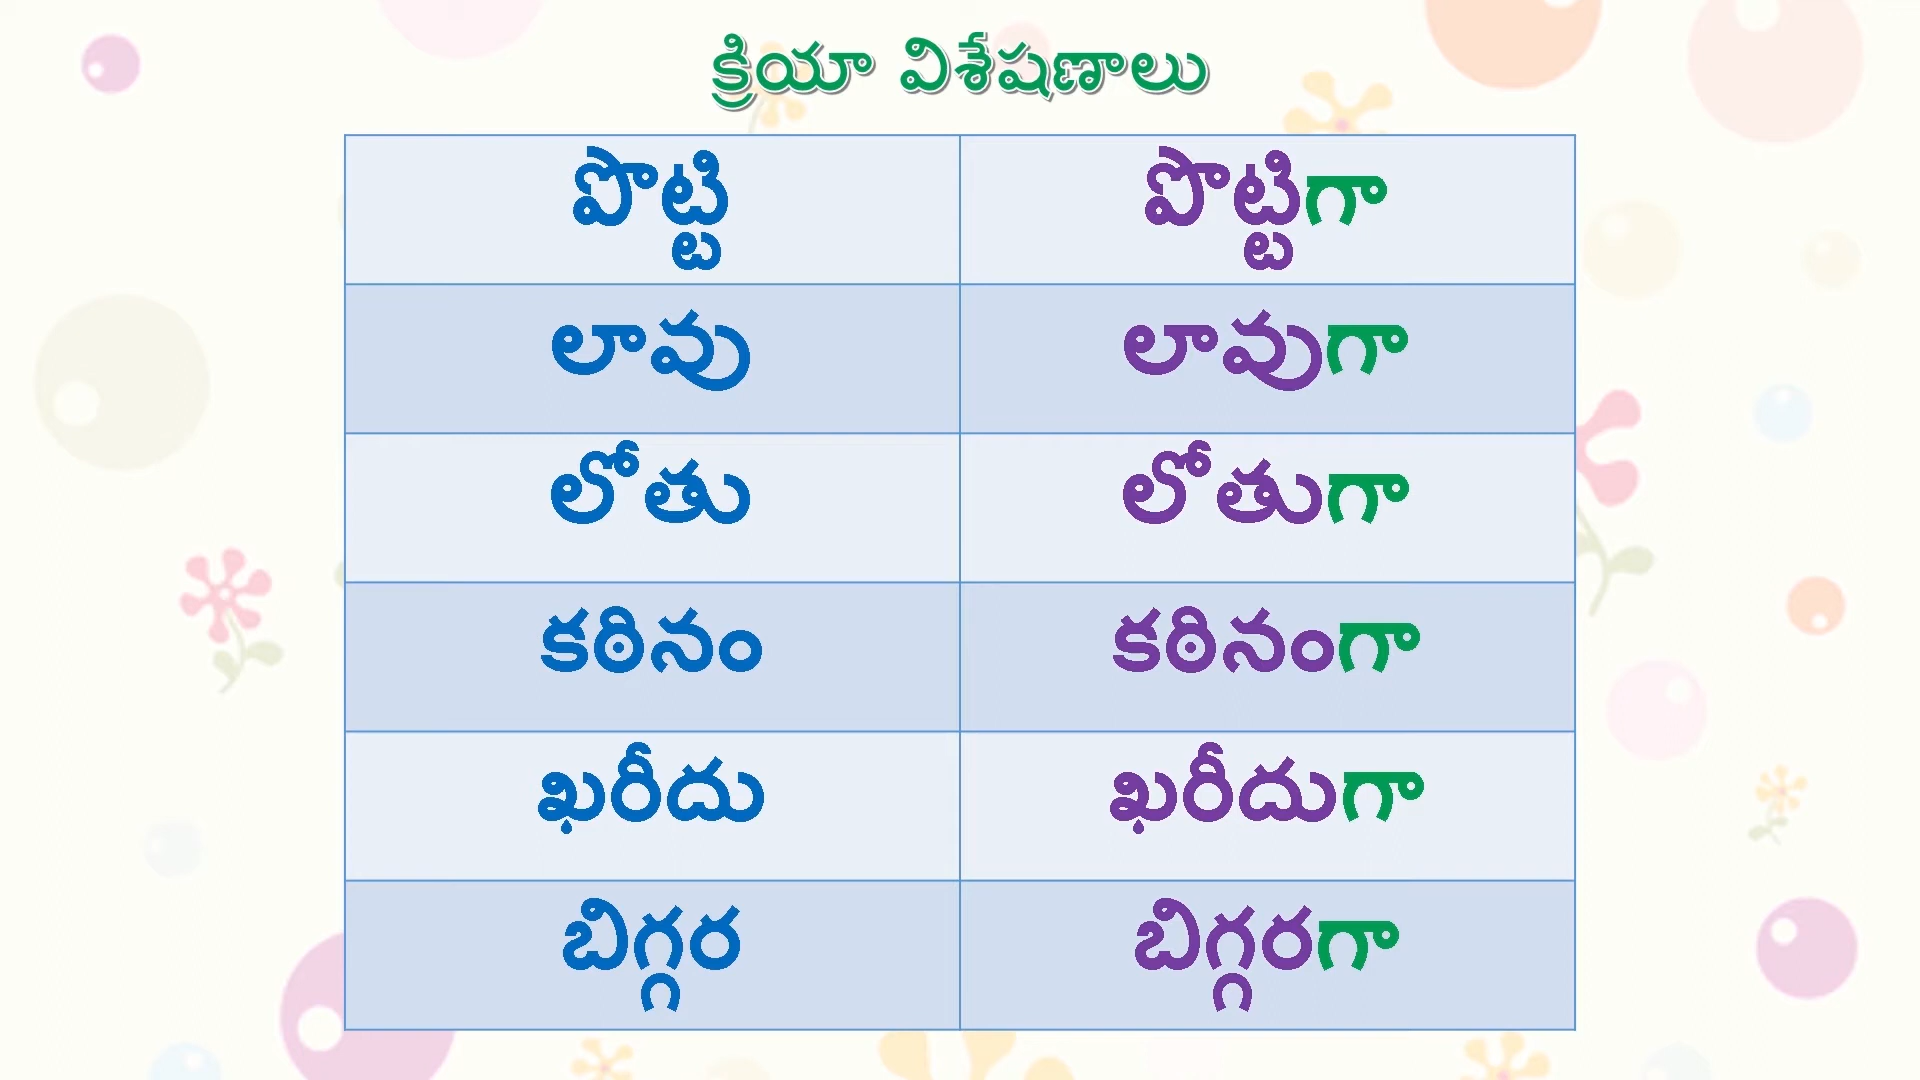 క్రియా విశేషణాలు
పొట్టి పొట్టిగా
లావు లావుగా
లోతు లోతుగా
కఠినం కఠినంగా
ఖరీదు ఖరీదుగా
బిగ్గర బిగ్గరగా